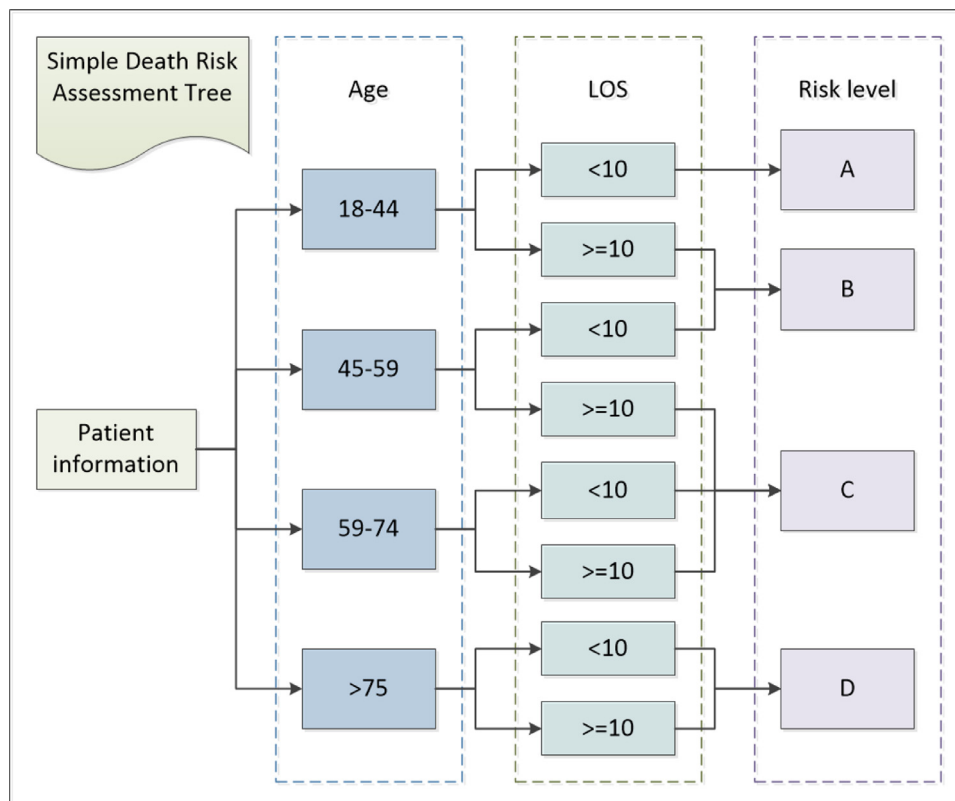 Simple Death Risk
Assessment Tree
Age
LOS
Risk level
<10
A
18-44
>=10
B
<10
45-59
>=10
Patient
information
<10
C
59-74
>=10
<10
>75
D
>=10